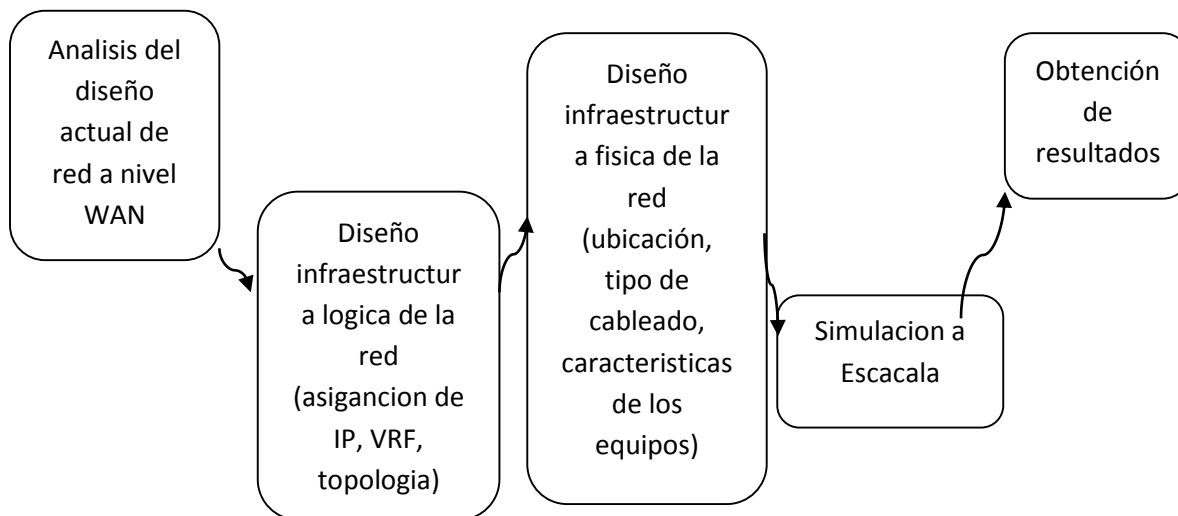 Analisis del
diseño
actual de
red a nivel
WAN
Diseño
infraestructur
a logica de la
red
(asigancion de
IP, VRF,
topologia)
Diseño
infraestructur
a fisica de la
red
(ubicación,
tipo de
cableado,
caracteristicas
de los
equipos)
Simulacion a
Escacala
Obtención
de
resultados